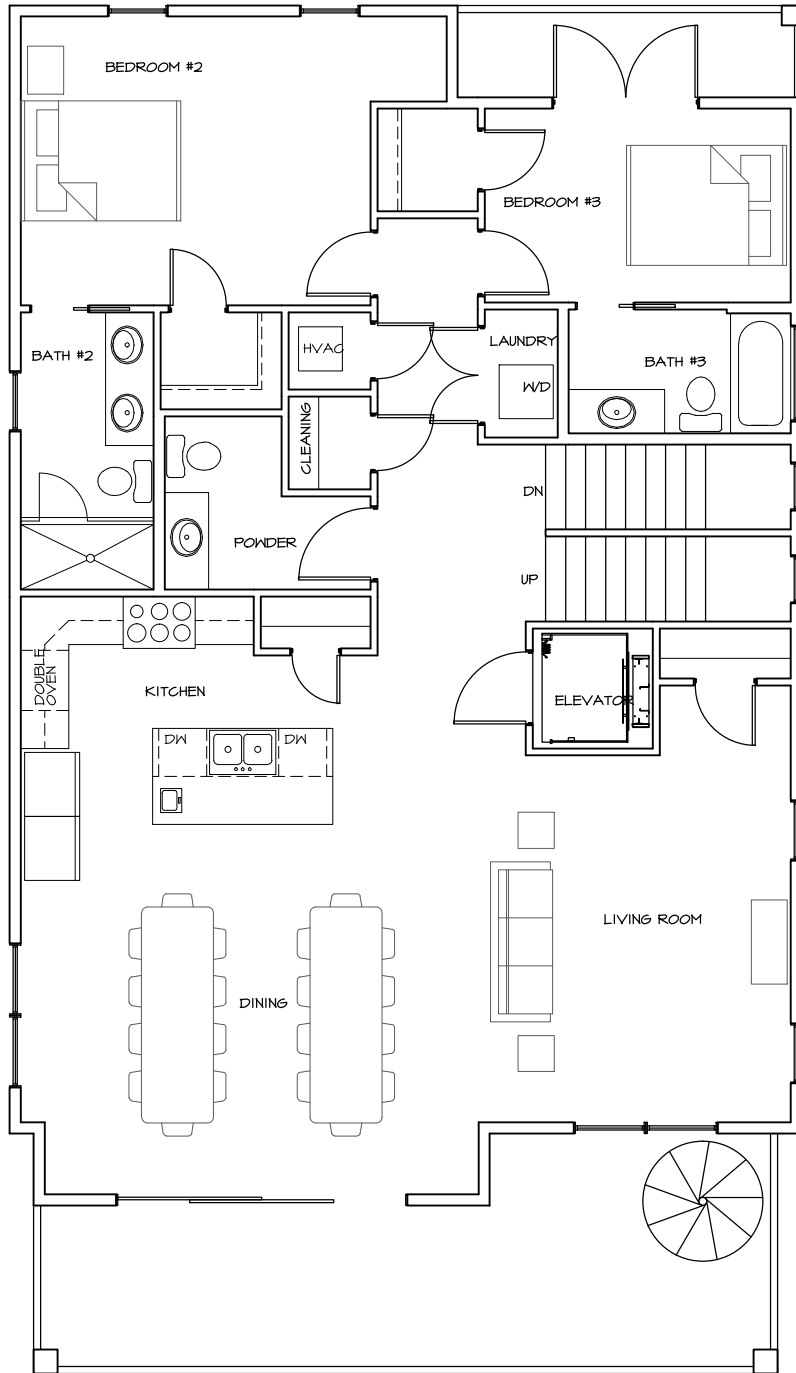 BEDROOM #2
BEDROOM #3
HVAC
LAUNDRY
BATH #2
BATH #3
W/D
CLEANING
DN
POWDER
UP
DOUBLE
OVEN
KITCHEN
ELEVATOR
DW
DW
LIVING ROOM
DINING